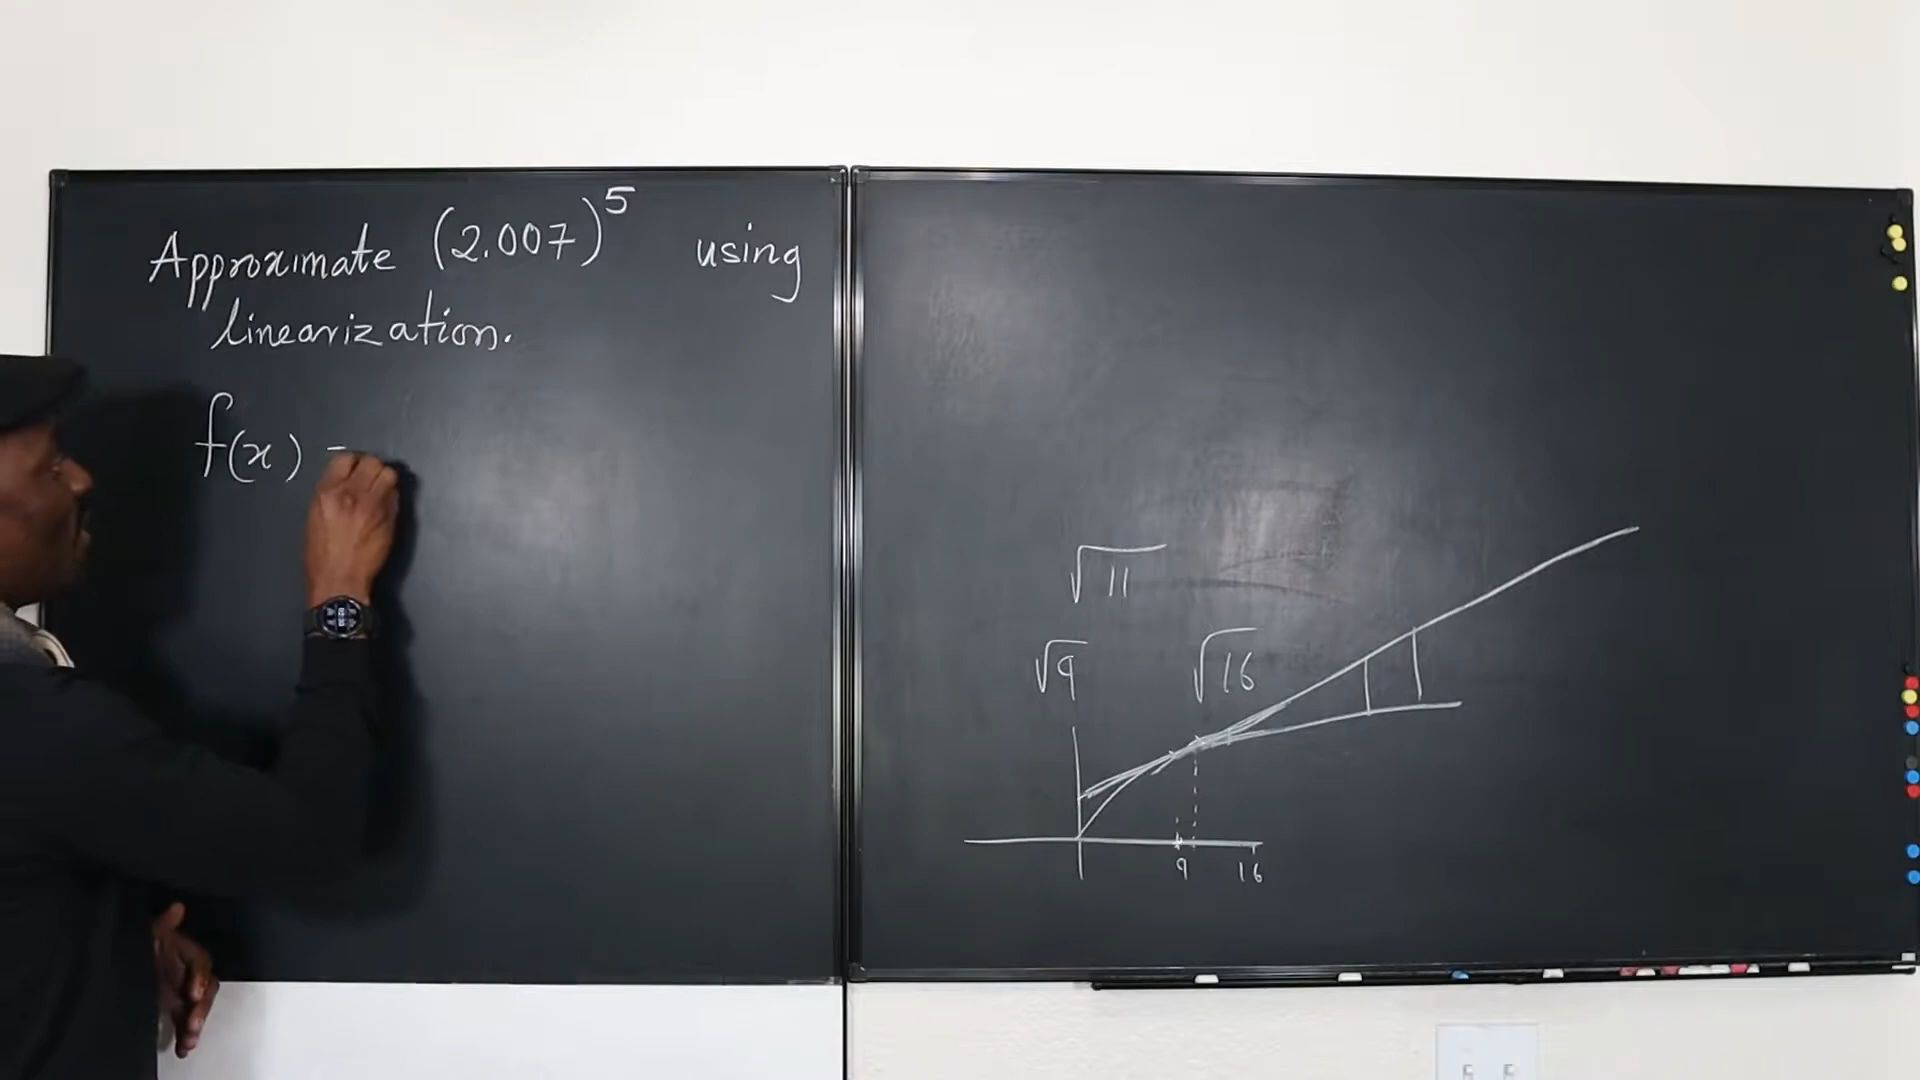 Approximate (2.007)⁵ using
linearization.
f(x) =
√11
√9 √16
9 16